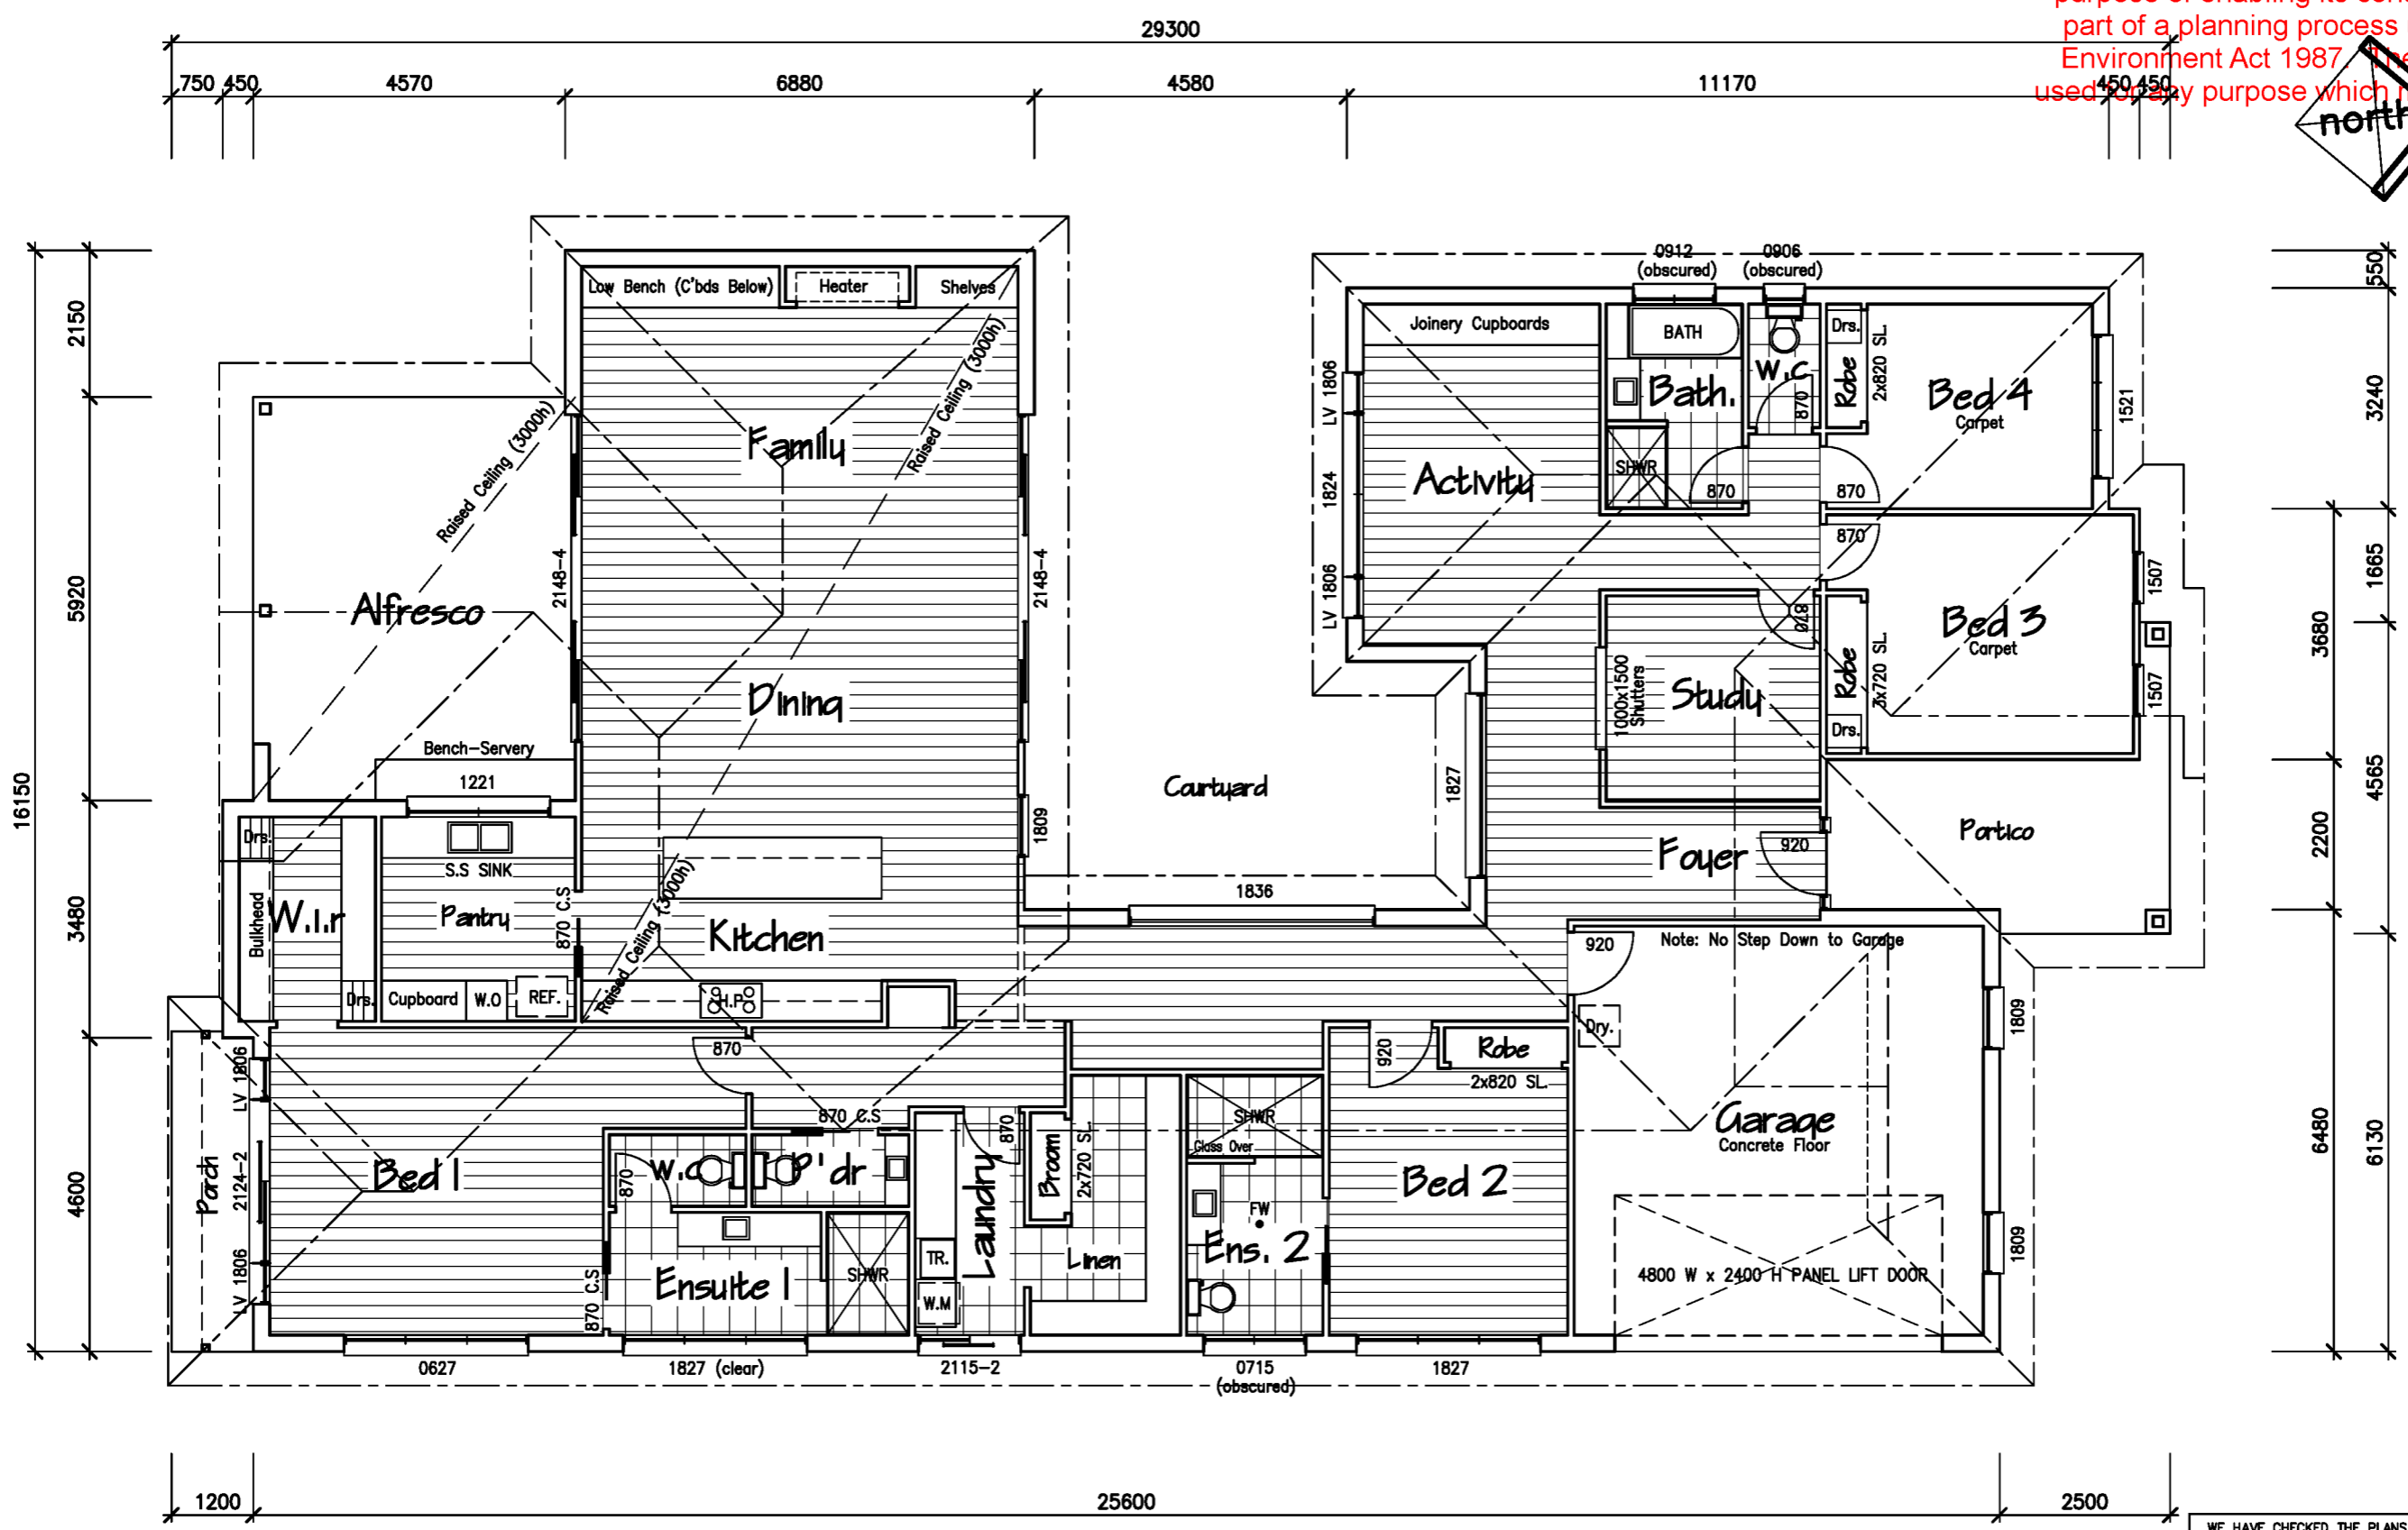 purpose of enabling its
part of a planning process
Environment Act 1987.
used for any purpose which
north
29300
750 450 4570 6880 4580 11170 450 450
16150
2150
5920
3480
4600
550
3240
1665
4565
6130
3680
2200
6480
Low Bench (C'bds Below)
Heater
Shelves
Raised Ceiling (3000h)
Raised Ceiling (3000h)
Raised Ceiling (3000h)
Family
2148-4
2148-4
Alfresco
Dining
Bench-Servery
1221
1809
Courtyard
Drs.
S.S SINK
Bulkhead
W.I.r
Pantry
870 C.S
Kitchen
Drs.
Cupboard
W.O
REF.
H.P
0912
(obscured)
0906
(obscured)
Joinery Cupboards
BATH
W.C
Drs.
Robe
2x820 SL.
Bed 4
Carpet
1521
LV 1806
1824
LV 1806
Activity
Bath.
SHWR
870
870
870
870
870
Bed 3
Carpet
1507
1507
Robe
3x720 SL.
Drs.
1000x1500
Shutters
Study
1827
Portico
Foyer
920
1836
920
Note: No Step Down to Garage
Dry.
1809
1809
Garage
Concrete Floor
4800 W x 2400 H PANEL LIFT DOOR
LV 1806
2124-2
LV 1806
Porch
Bed 1
870
870 C.S
W.C
870
P'dr
870
Laundry
Broom
2x720 SL.
Linen
TR.
W.M
870 C.S
Ensuite 1
SHWR
SHWR
Glass Over
FW
Ens. 2
920
Robe
2x820 SL.
Bed 2
0627
1827 (clear)
2115-2
0715
(obscured)
1827
1200 25600 2500
WE HAVE CHECKED THE PLANS